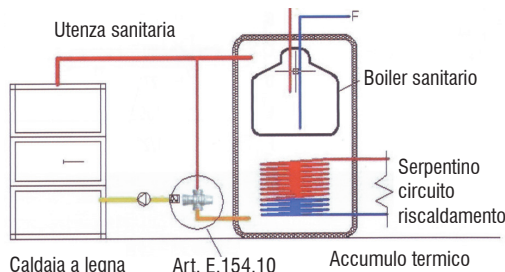 Utenza sanitaria
F
Boiler sanitario
Serpentino
circuito
riscaldamento
Caldaia a legna
Art. E.154.10
Accumulo termico